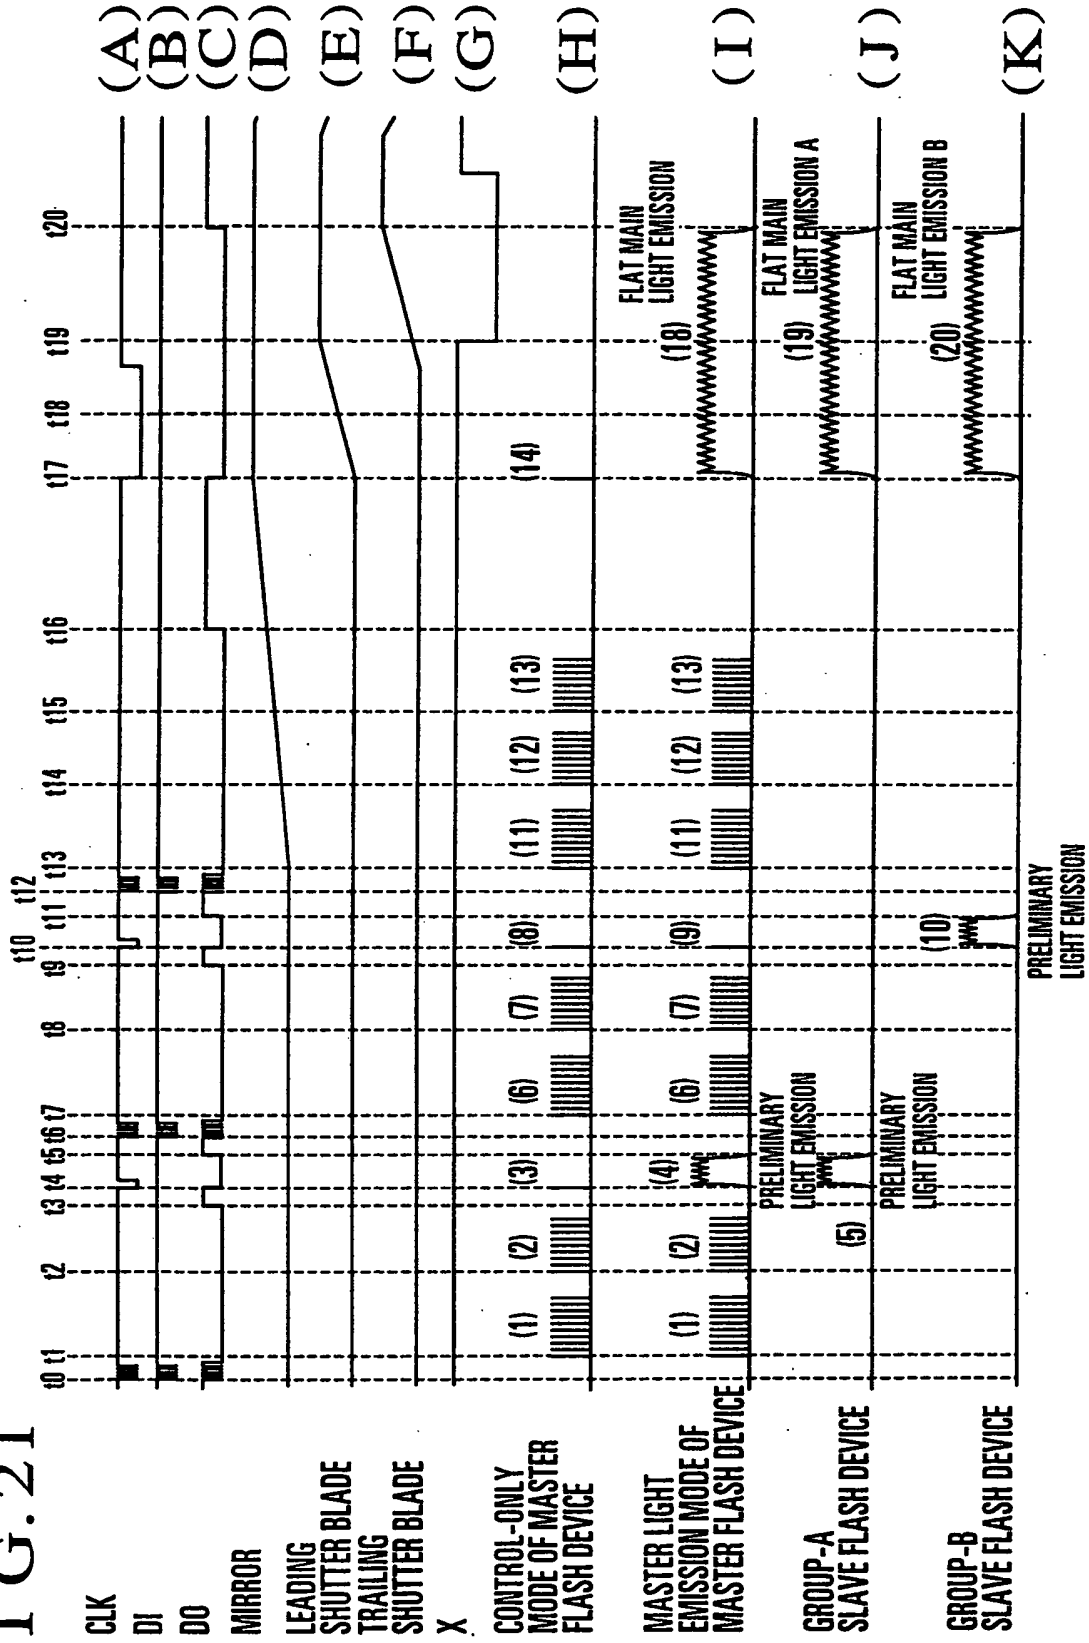 FIG.21
t0 t1 t2 t3 t4 t5 t6 t7 t8 t9 t10 t11 t12 t13 t14 t15 t16 t17 t18 t19 t20
CLK (A)
DI (B)
DO (C)
MIRROR (D)
LEADING
SHUTTER BLADE (E)
TRAILING
SHUTTER BLADE (F)
X (G)
CONTROL-ONLY
MODE OF MASTER
FLASH DEVICE (H)
(1) (2) (3) (6) (7) (8) (11) (12) (13) (14)
MASTER LIGHT
EMISSION MODE OF
MASTER FLASH DEVICE (I)
(1) (2) (4) (6) (7) (9) (11) (12) (13) (18)
PRELIMINARY
LIGHT EMISSION
FLAT MAIN
LIGHT EMISSION
GROUP-A
SLAVE FLASH DEVICE (J)
(5) (19)
PRELIMINARY
LIGHT EMISSION
FLAT MAIN
LIGHT EMISSION A
GROUP-B
SLAVE FLASH DEVICE (K)
(10) (20)
PRELIMINARY
LIGHT EMISSION
FLAT MAIN
LIGHT EMISSION B